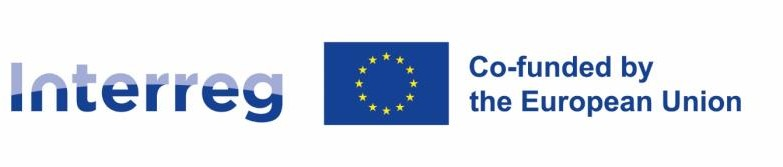 Interreg
Co-funded by
the European Union